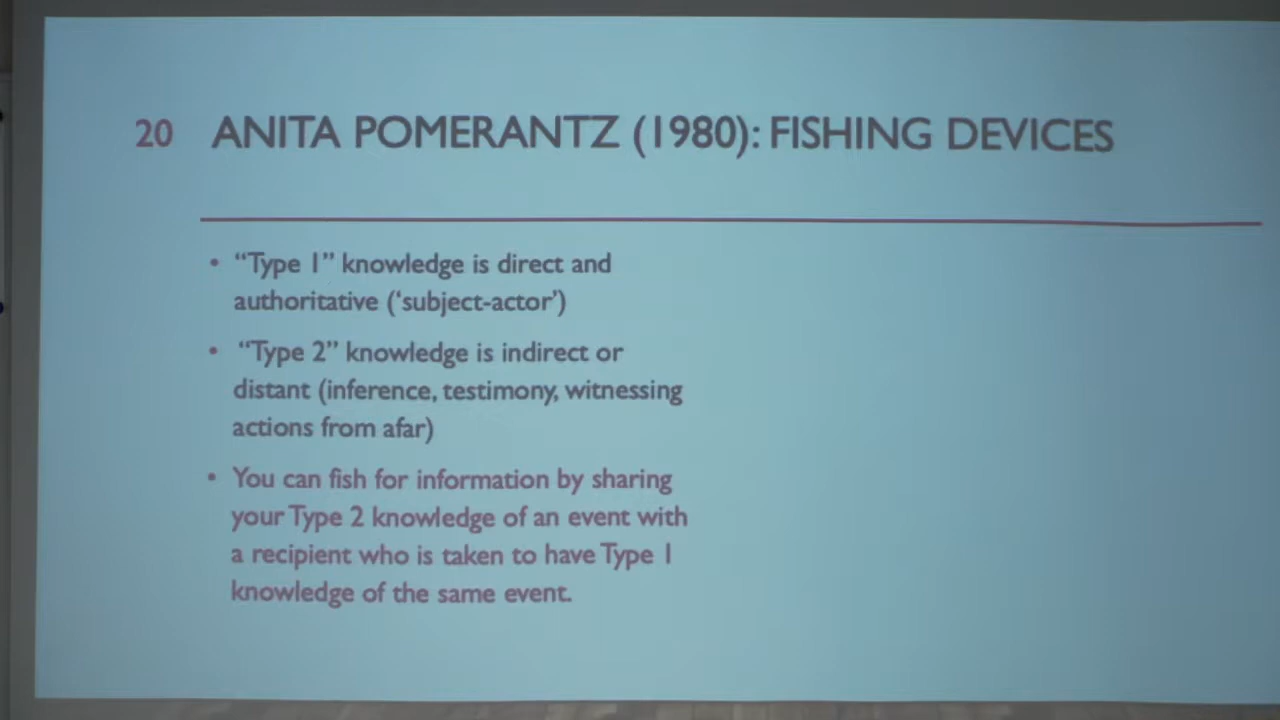 20 ANITA POMERANTZ (1980): FISHING DEVICES
• “Type 1” knowledge is direct and
authoritative (‘subject-actor’)
• “Type 2” knowledge is indirect or
distant (inference, testimony, witnessing
actions from afar)
• You can fish for information by sharing
your Type 2 knowledge of an event with
a recipient who is taken to have Type 1
knowledge of the same event.